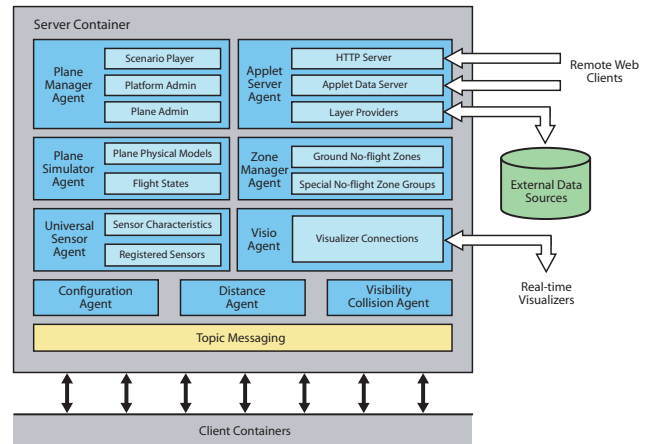 Server Container
Plane
Manager
Agent
Scenario Player
Platform Admin
Plane Admin
Applet
Server
Agent
HTTP Server
Applet Data Server
Layer Providers
Remote Web
Clients
Plane
Simulator
Agent
Plane Physical Models
Flight States
Zone
Manager
Agent
Ground No-flight Zones
Special No-flight Zone Groups
External Data
Sources
Universal
Sensor
Agent
Sensor Characteristics
Registered Sensors
Visio
Agent
Visualizer Connections
Real-time
Visualizers
Configuration
Agent
Distance
Agent
Visibility
Collision Agent
Topic Messaging
Client Containers